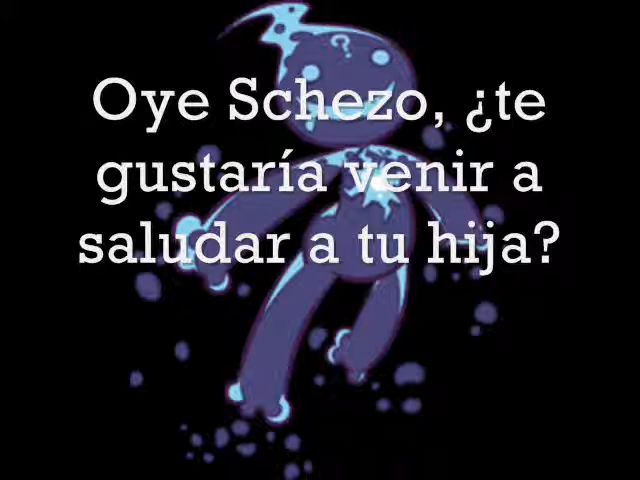 Oye Schezo, ¿te
gustaría venir a
saludar a tu hija?